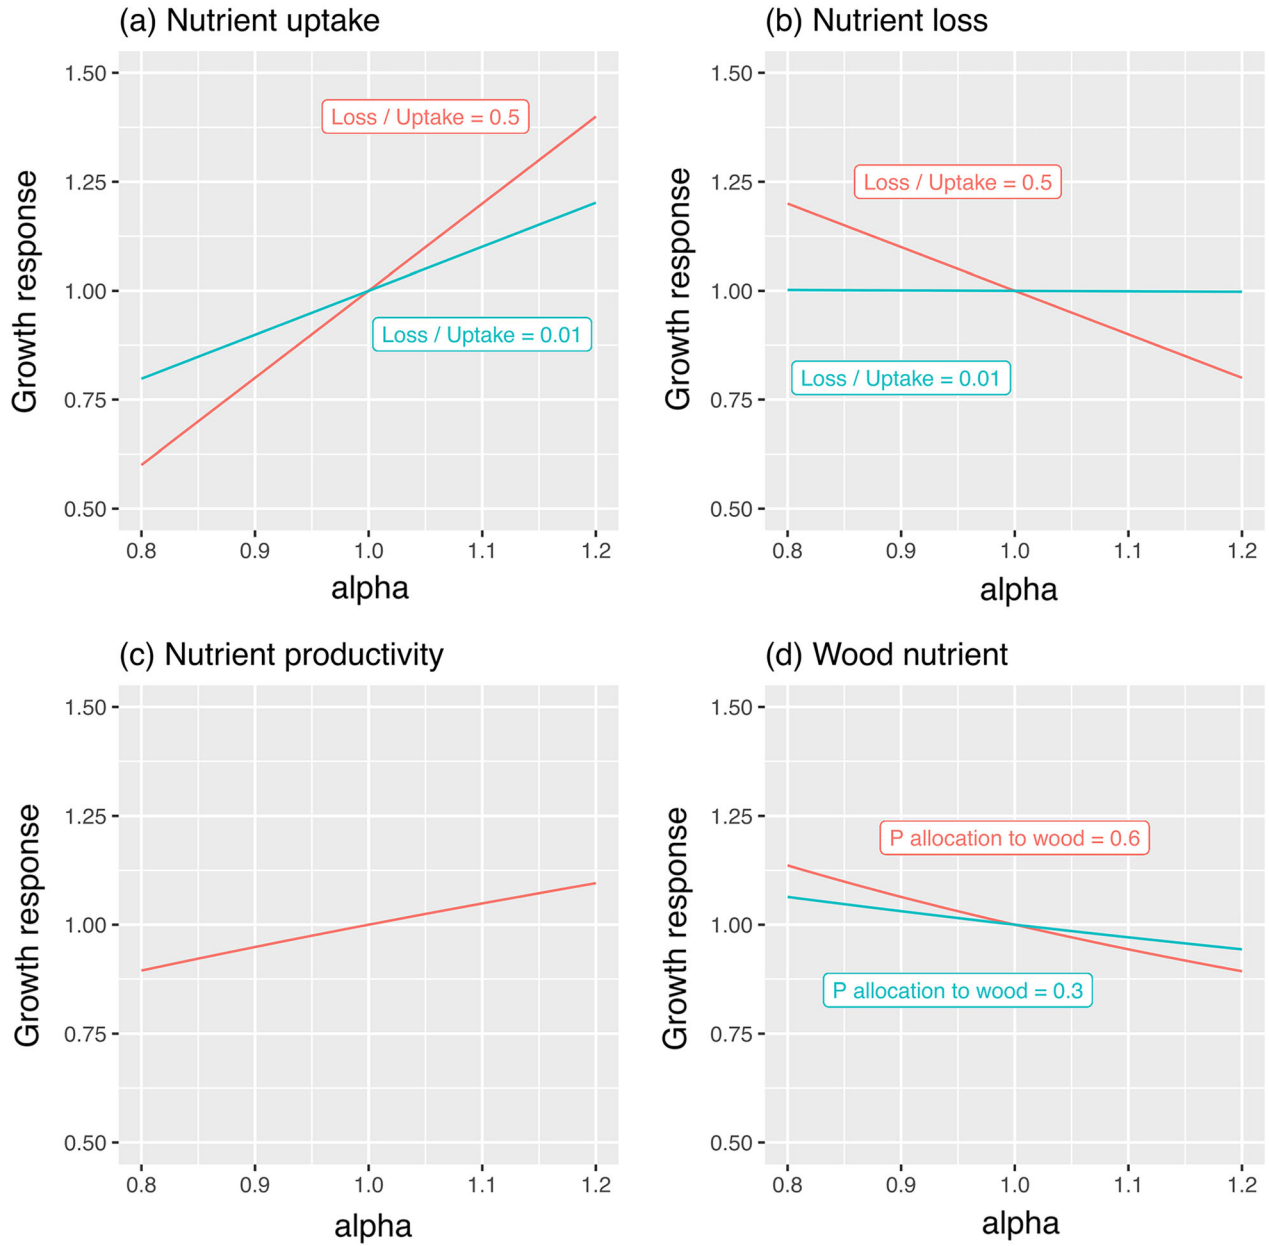 (a) Nutrient uptake
1.50
1.25
1.00
0.75
0.50
Growth response
Loss / Uptake = 0.5
Loss / Uptake = 0.01
0.8 0.9 1.0 1.1 1.2
alpha
(b) Nutrient loss
1.50
1.25
1.00
0.75
0.50
Growth response
Loss / Uptake = 0.5
Loss / Uptake = 0.01
0.8 0.9 1.0 1.1 1.2
alpha
(c) Nutrient productivity
1.50
1.25
1.00
0.75
0.50
Growth response
0.8 0.9 1.0 1.1 1.2
alpha
(d) Wood nutrient
1.50
1.25
1.00
0.75
0.50
Growth response
P allocation to wood = 0.6
P allocation to wood = 0.3
0.8 0.9 1.0 1.1 1.2
alpha